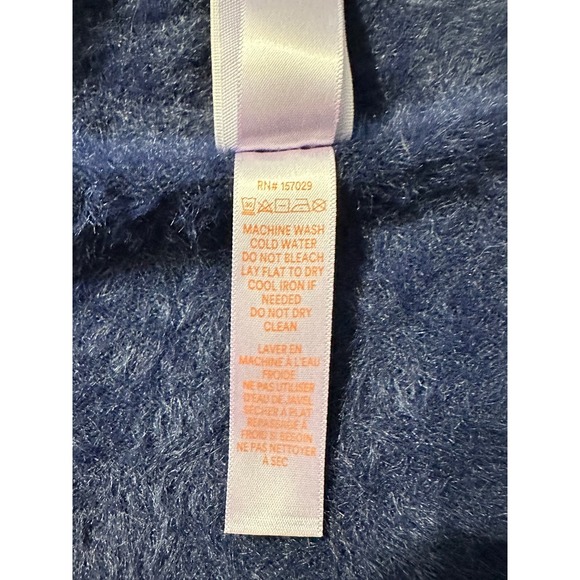 RN# 157029
MACHINE WASH
COLD WATER
DO NOT BLEACH
LAY FLAT TO DRY
COOL IRON IF
NEEDED
DO NOT DRY
CLEAN
LAVER EN
MACHINE À L'EAU
FROIDE
NE PAS UTILISER
D'EAU DE JAVEL
SÉCHER À PLAT
REPASSAGE À
FROID SI BESOIN
NE PAS NETTOYER
À SEC